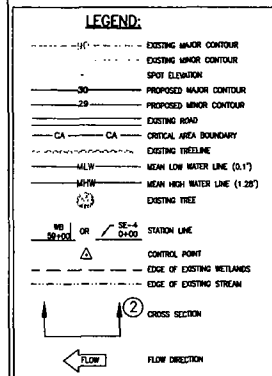 LEGEND:
90 EXISTING MAJOR CONTOUR
EXISTING MINOR CONTOUR
SPOT ELEVATION
30 PROPOSED MAJOR CONTOUR
29 PROPOSED MINOR CONTOUR
EXISTING ROAD
CA CA CRITICAL AREA BOUNDARY
EXISTING TREELINE
MLW MEAN LOW WATER LINE (0.1')
MHW MEAN HIGH WATER LINE (1.28')
EXISTING TREE
WB 59+00 OR SE-4 0+00 STATION LINE
CONTROL POINT
EDGE OF EXISTING WETLANDS
EDGE OF EXISTING STREAM
2 CROSS SECTION
FLOW FLOW DIRECTION